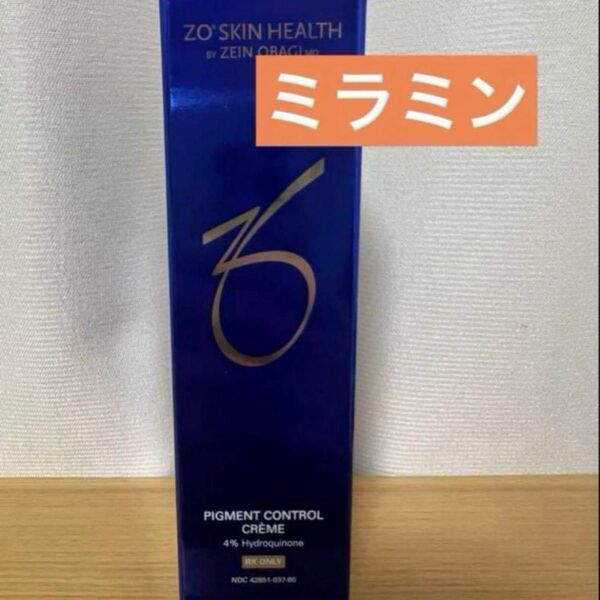 ZO® SKIN HEALTH
BY ZEIN OBAGI MD
ミラミン
PIGMENT CONTROL
CRÈME
4% Hydroquinone
RX ONLY
NDC 42851-037-80